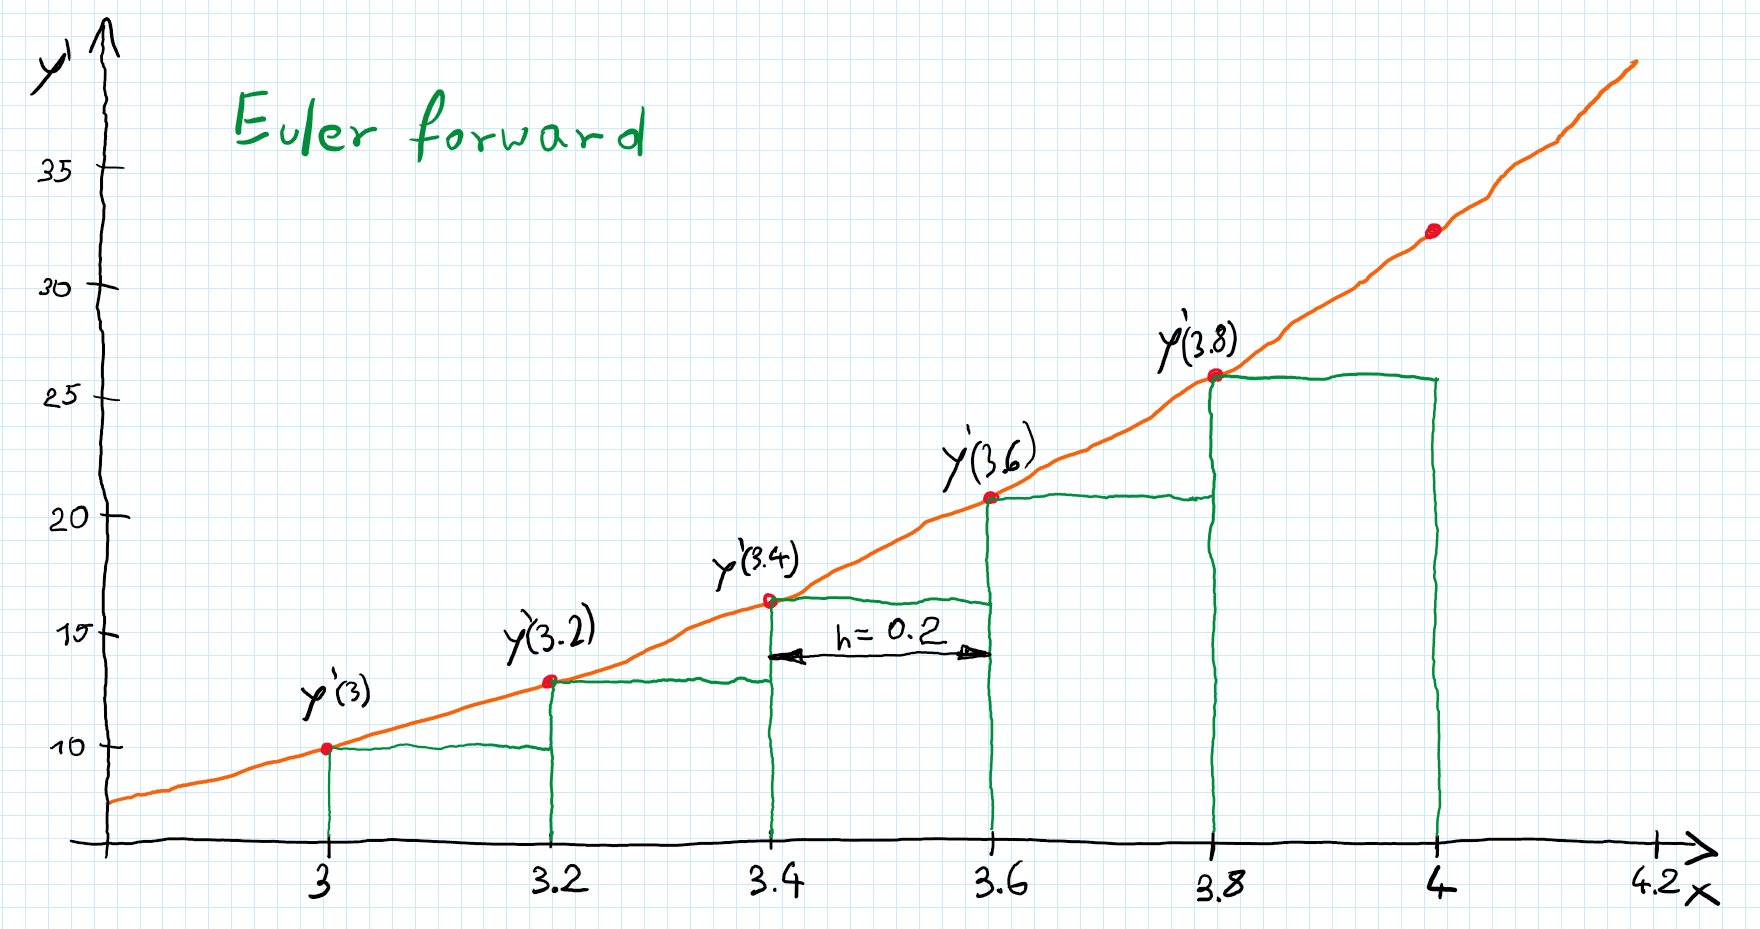 y'
Euler forward
35
30
25
20
15
10
y'(3)
y'(3.2)
y'(3.4)
y'(3.6)
y'(3.8)
h= 0.2
3
3.2
3.4
3.6
3.8
4
4.2
x